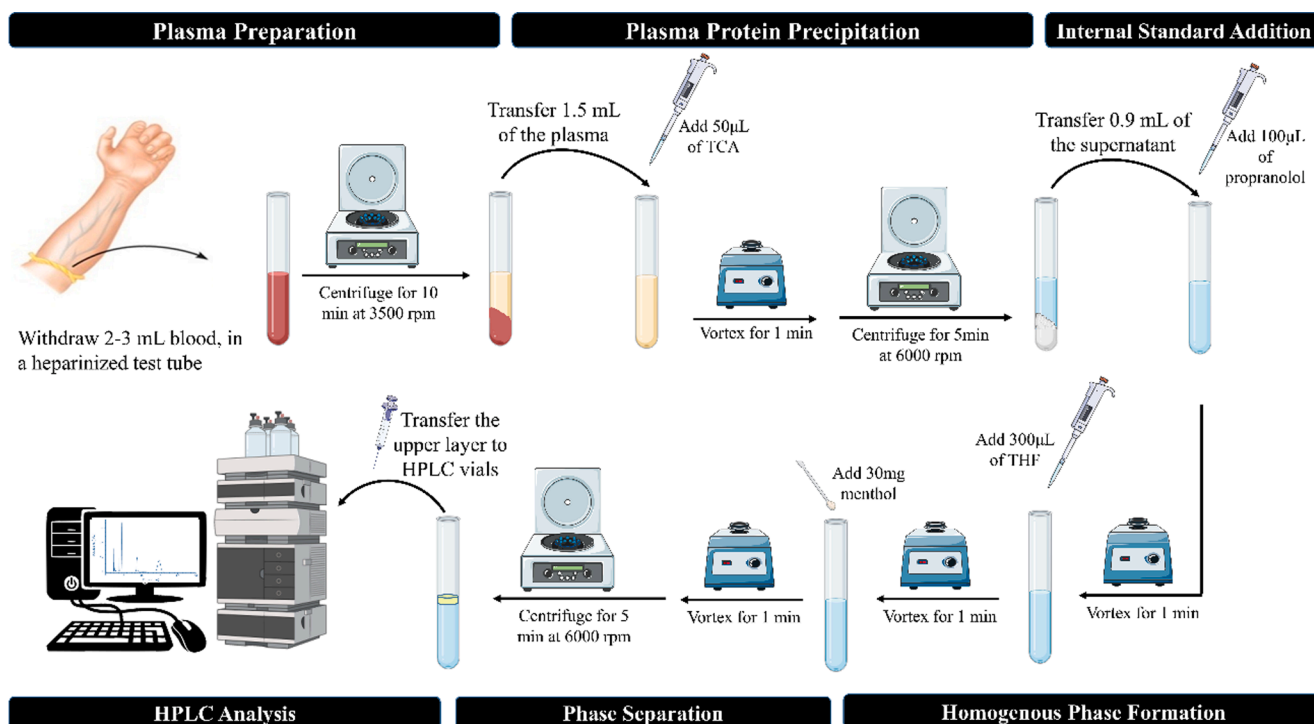 Plasma Preparation
Plasma Protein Precipitation
Internal Standard Addition
Withdraw 2-3 mL blood, in
a heparinized test tube
Centrifuge for 10
min at 3500 rpm
Transfer 1.5 mL
of the plasma
Add 50µL
of TCA
Vortex for 1 min
Centrifuge for 5min
at 6000 rpm
Transfer 0.9 mL of
the supernatant
Add 100µL
of
propranolol
Vortex for 1 min
Add 300µL
of THF
Vortex for 1 min
Add 30mg
menthol
Vortex for 1 min
Centrifuge for 5
min at 6000 rpm
Transfer the
upper layer to
HPLC vials
HPLC Analysis
Phase Separation
Homogenous Phase Formation